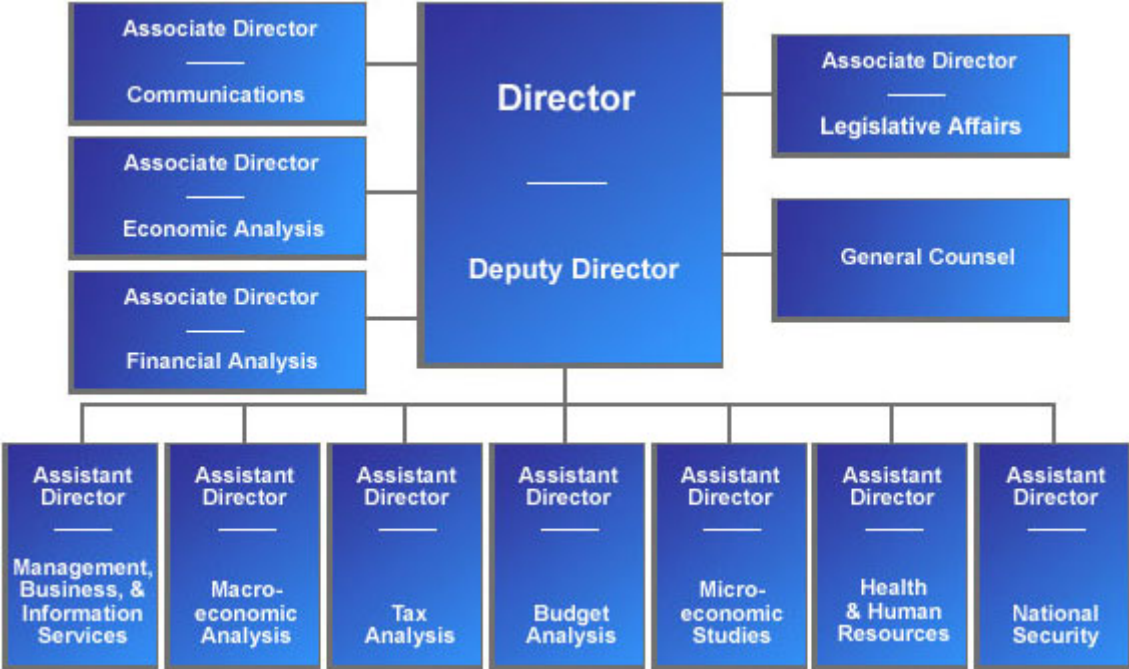 Associate Director
Communications
Associate Director
Economic Analysis
Associate Director
Financial Analysis
Director
Deputy Director
Associate Director
Legislative Affairs
General Counsel
Assistant
Director
Management,
Business, &
Information
Services
Assistant
Director
Macro-
economic
Analysis
Assistant
Director
Tax
Analysis
Assistant
Director
Budget
Analysis
Assistant
Director
Micro-
economic
Studies
Assistant
Director
Health
& Human
Resources
Assistant
Director
National
Security